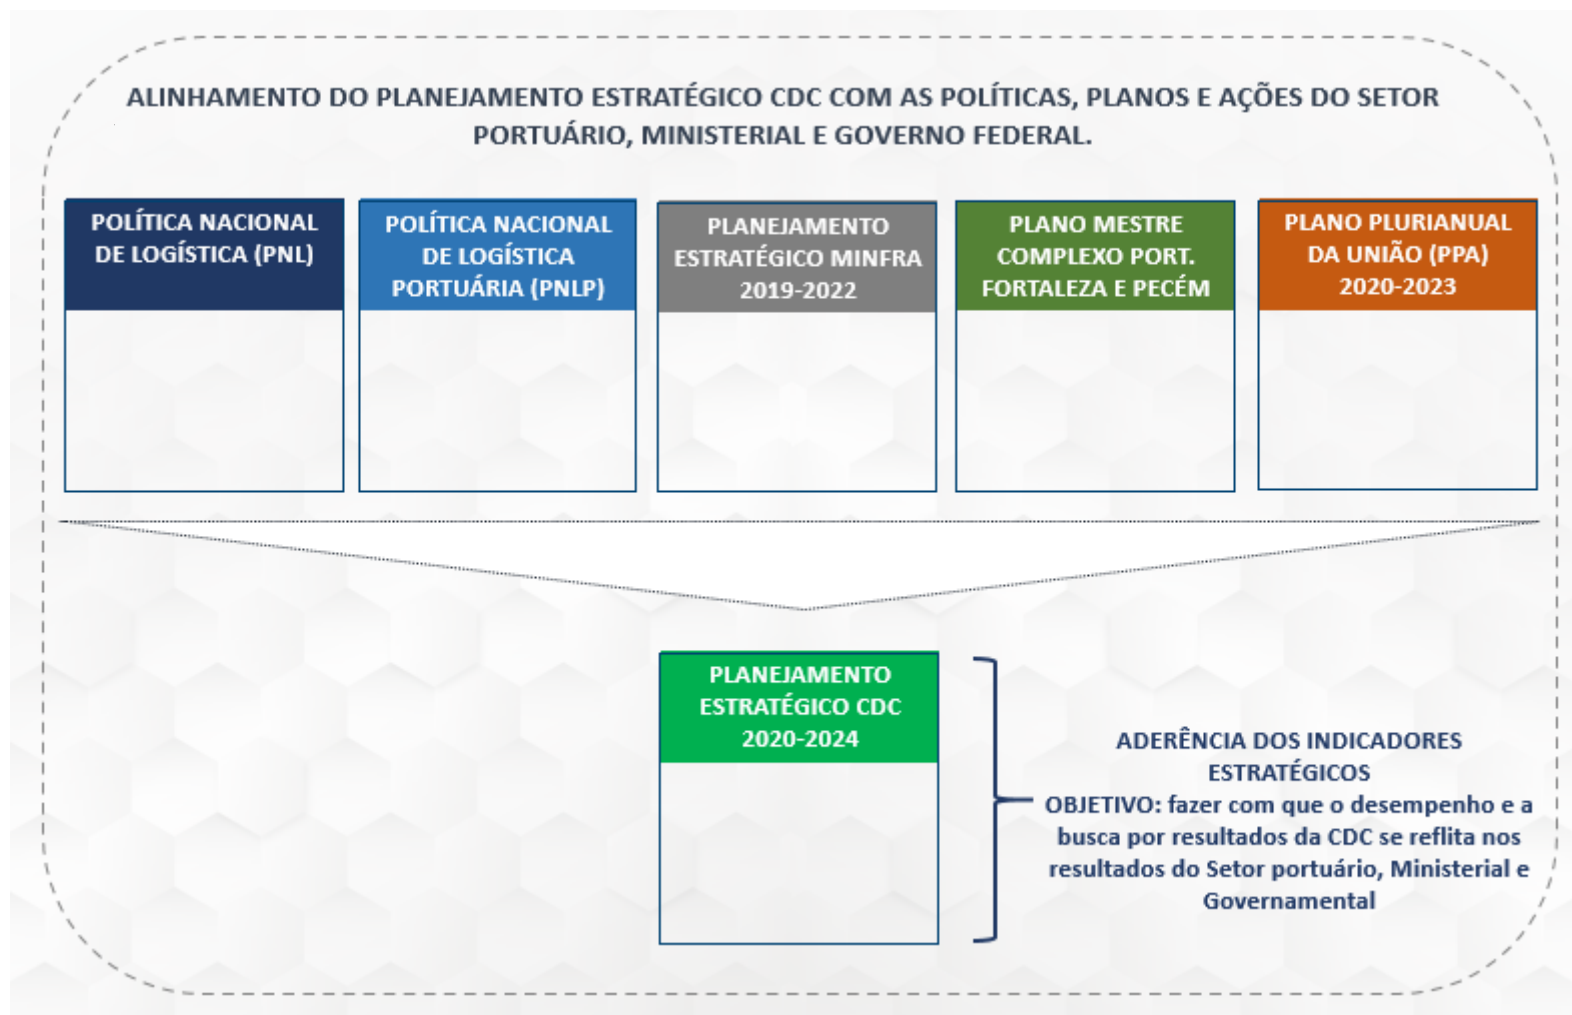 ALINHAMENTO DO PLANEJAMENTO ESTRATÉGICO CDC COM AS POLÍTICAS, PLANOS E AÇÕES DO SETOR
PORTUÁRIO, MINISTERIAL E GOVERNO FEDERAL.
POLÍTICA NACIONAL
DE LOGÍSTICA (PNL)
POLÍTICA NACIONAL
DE LOGÍSTICA
PORTUÁRIA (PNLP)
PLANEJAMENTO
ESTRATÉGICO MINFRA
2019-2022
PLANO MESTRE
COMPLEXO PORT.
FORTALEZA E PECÉM
PLANO PLURIANUAL
DA UNIÃO (PPA)
2020-2023
PLANEJAMENTO
ESTRATÉGICO CDC
2020-2024
ADERÊNCIA DOS INDICADORES
ESTRATÉGICOS
OBJETIVO: fazer com que o desempenho e a
busca por resultados da CDC se reflita nos
resultados do Setor portuário, Ministerial e
Governamental